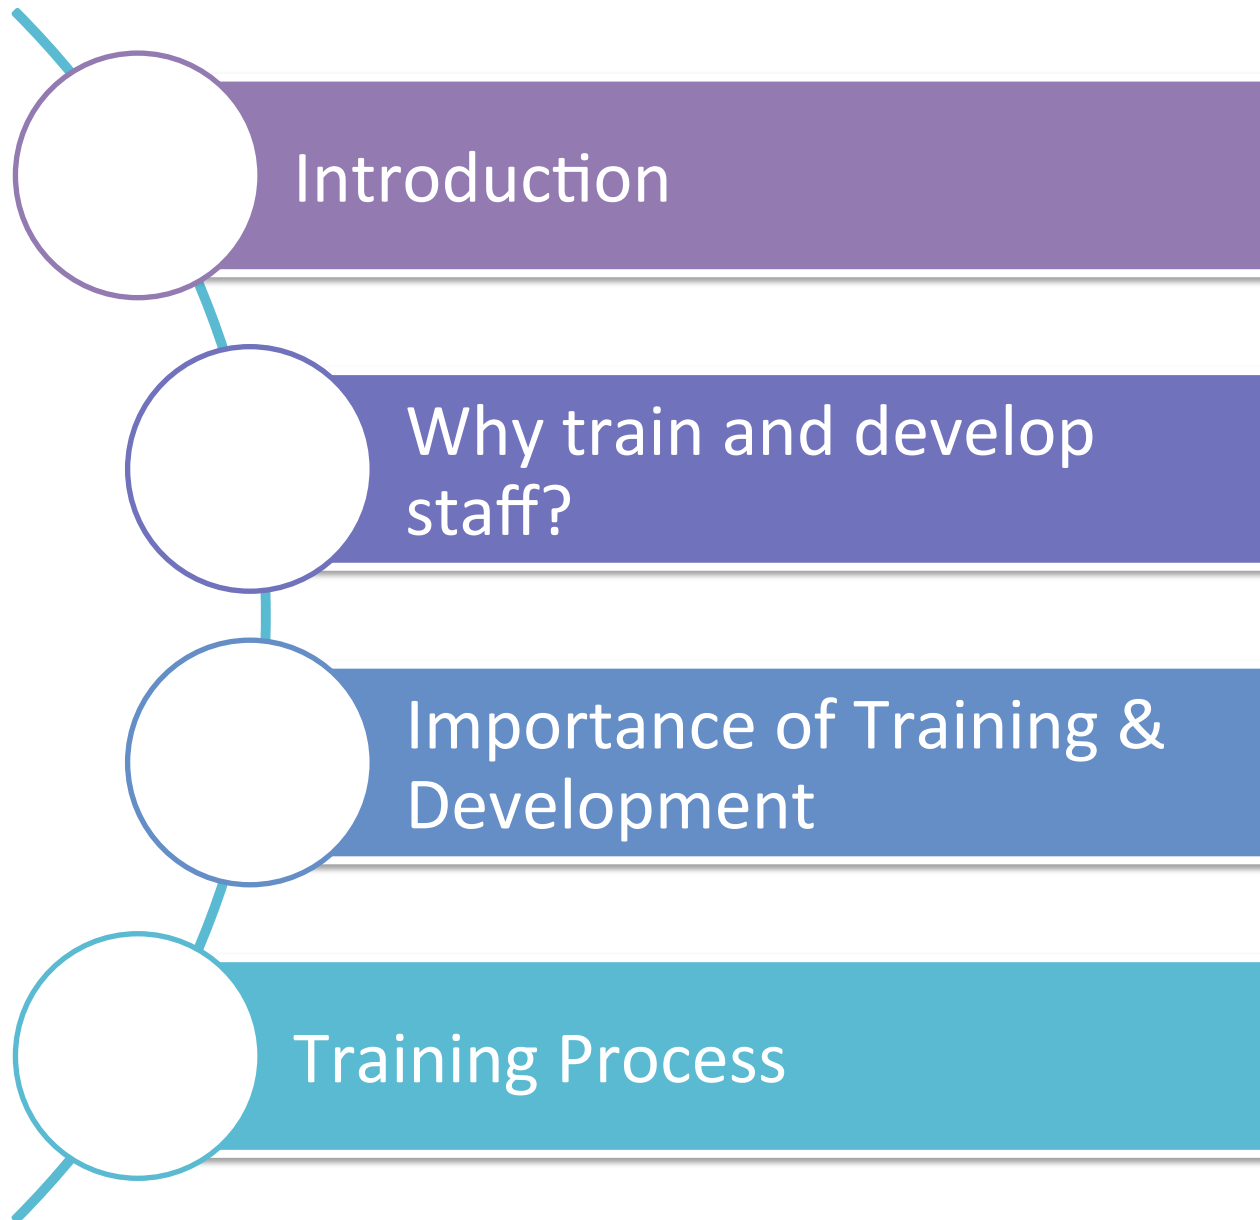 Introduction
Why train and develop
staff?
Importance of Training &
Development
Training Process